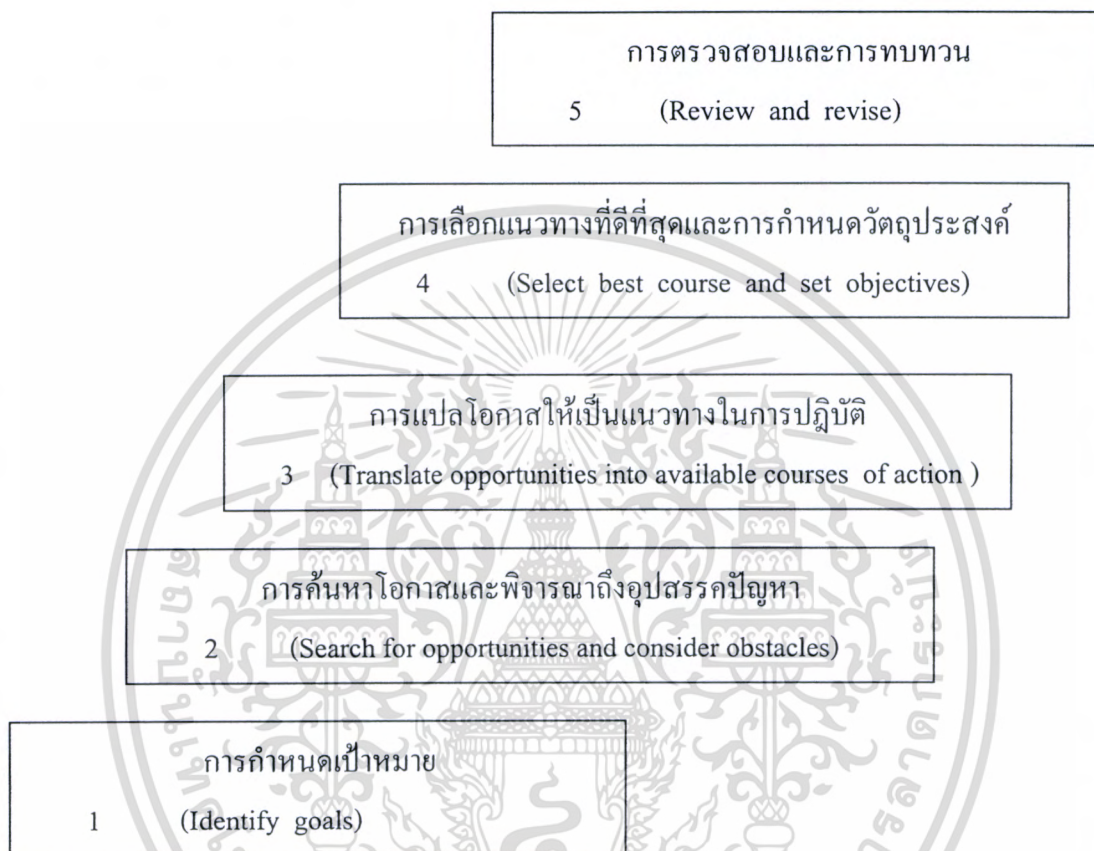 การตรวจสอบและการทบทวน
5 (Review and revise)
การเลือกแนวทางที่ดีที่สุดและการกำหนดวัตถุประสงค์
4 (Select best course and set objectives)
การแปลโอกาสให้เป็นแนวทางในการปฎิบัติ
3 (Translate opportunities into available courses of action )
การค้นหาโอกาสและพิจารณาถึงอุปสรรคปัญหา
2 (Search for opportunities and consider obstacles)
การกำหนดเป้าหมาย
1 (Identify goals)